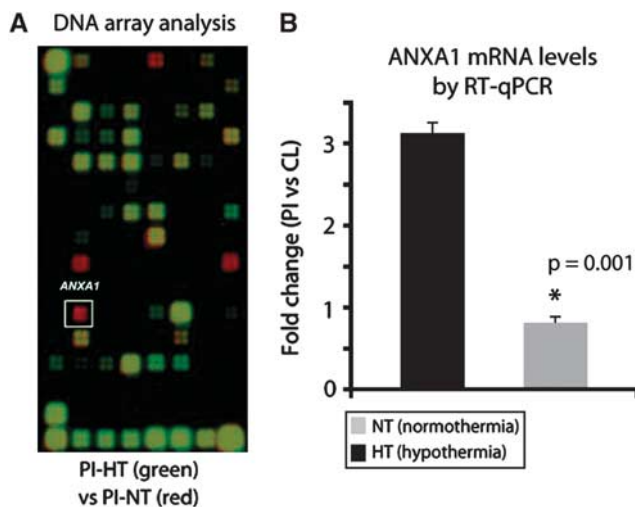 A
DNA array analysis
ANXA1
PI-HT (green)
vs PI-NT (red)
B
ANXA1 mRNA levels
by RT-qPCR
Fold change (PI vs CL)
3
2
1
0
p = 0.001
*
NT (normothermia)
HT (hypothermia)